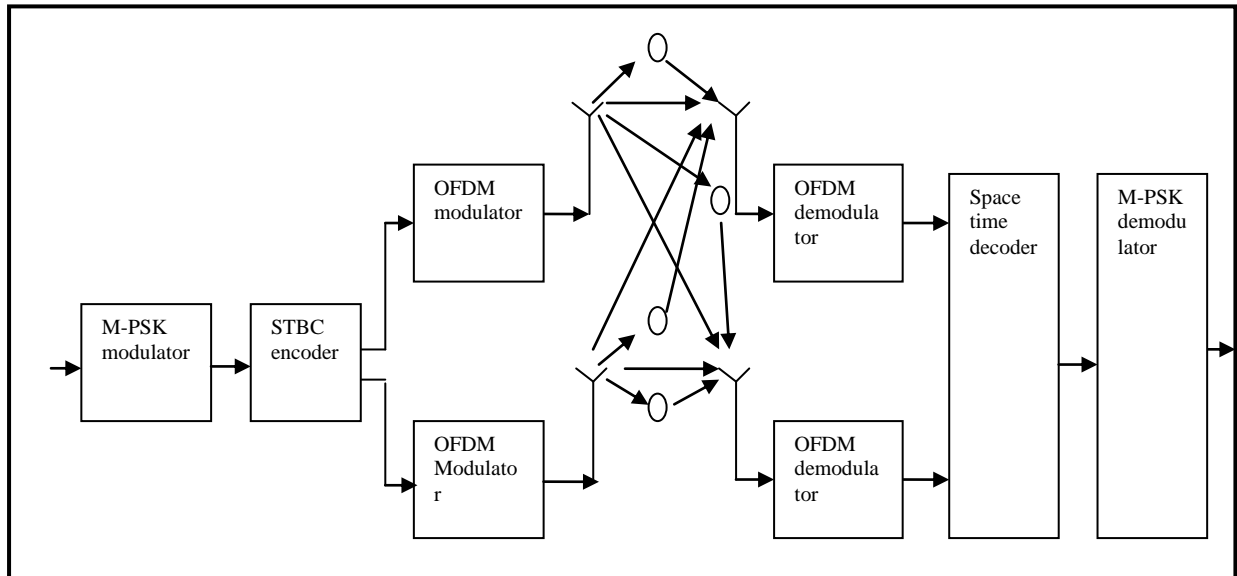 OFDM
modulator
OFDM
demodula
tor
Space
time
decoder
M-PSK
demodu
lator
M-PSK
modulator
STBC
encoder
OFDM
Modulato
r
OFDM
demodula
tor